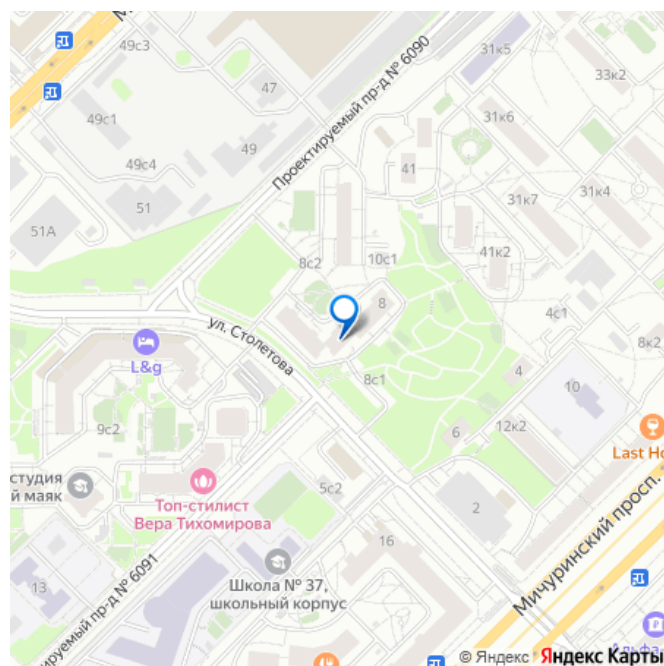 49с3
31к5
33к2
47
Проектируемый пр-д № 6090
49с1
31к6
49
49с4
41
31к7
31к4
51
51А
41к2
8с2
10с1
8
4с1
ул. Столетова
8к2
L&g
4
8с1
10
12к2
6
Last Ho
9с2
студия
й маяк
Топ-стилист
Вера Тихомирова
5с2
2
Мичуринский просп.
16
Школа № 37,
школьный корпус
13
ируемый пр-д № 6091
Альфа
© Яндекс Яндекс Карты